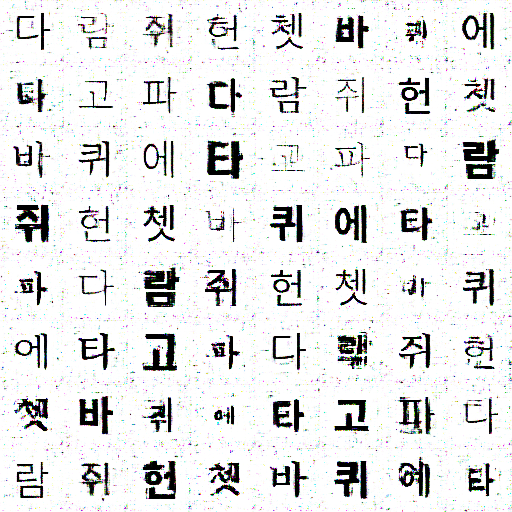 다 람 쥐 헌 쳇 바 퀴 에
타 고 파 다 람 쥐 헌 쳇
바 퀴 에 타 고 파 다 람
쥐 헌 쳇 바 퀴 에 타 고
파 다 람 쥐 헌 쳇 바 퀴
에 타 고 파 다 람 쥐 헌
쳇 바 퀴 에 타 고 파 다
람 쥐 헌 쳇 바 퀴 에 타